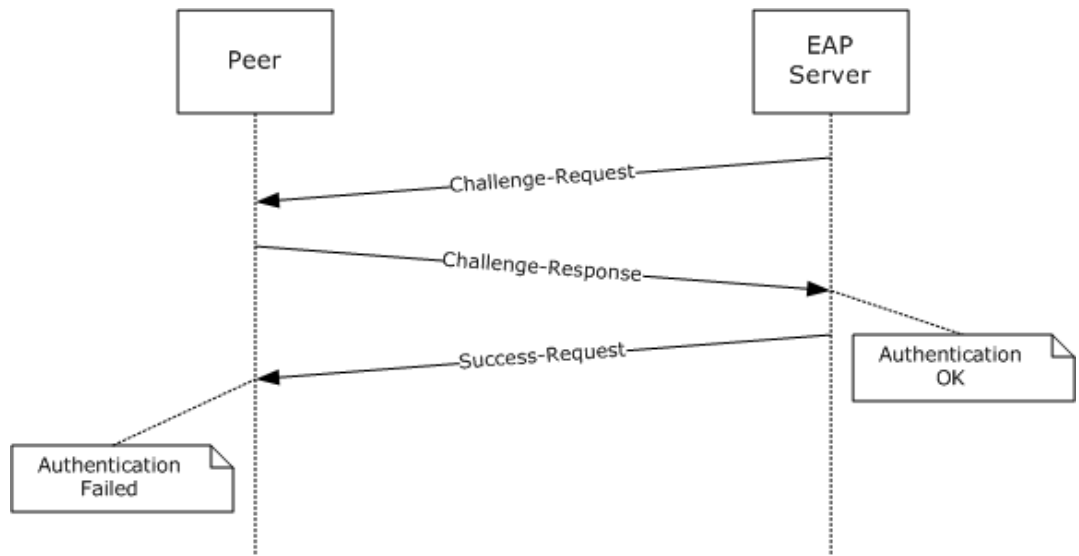 Peer
EAP
Server
Challenge-Request
Challenge-Response
Success-Request
Authentication
OK
Authentication
Failed